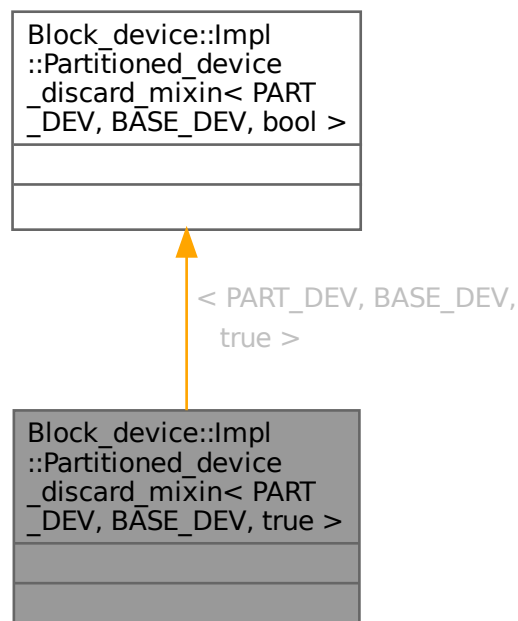 Block_device::Impl
::Partitioned_device
_discard_mixin< PART
_DEV, BASE_DEV, bool >
< PART_DEV, BASE_DEV,
true >
Block_device::Impl
::Partitioned_device
_discard_mixin< PART
_DEV, BASE_DEV, true >